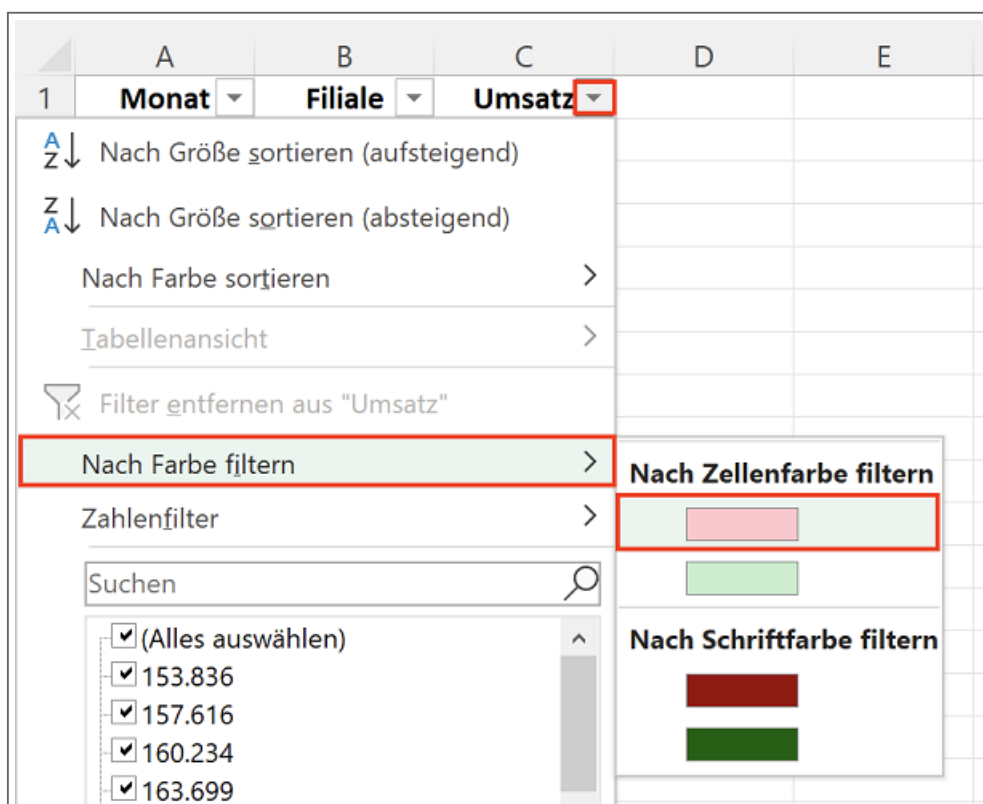 A B C D E
1 Monat Filiale Umsatz
Nach Größe sortieren (aufsteigend)
Nach Größe sortieren (absteigend)
Nach Farbe sortieren
Tabellenansicht
Filter entfernen aus "Umsatz"
Nach Farbe filtern
Nach Zellenfarbe filtern
Zahlenfilter
Suchen
(Alles auswählen)
Nach Schriftfarbe filtern
153.836
157.616
160.234
163.699